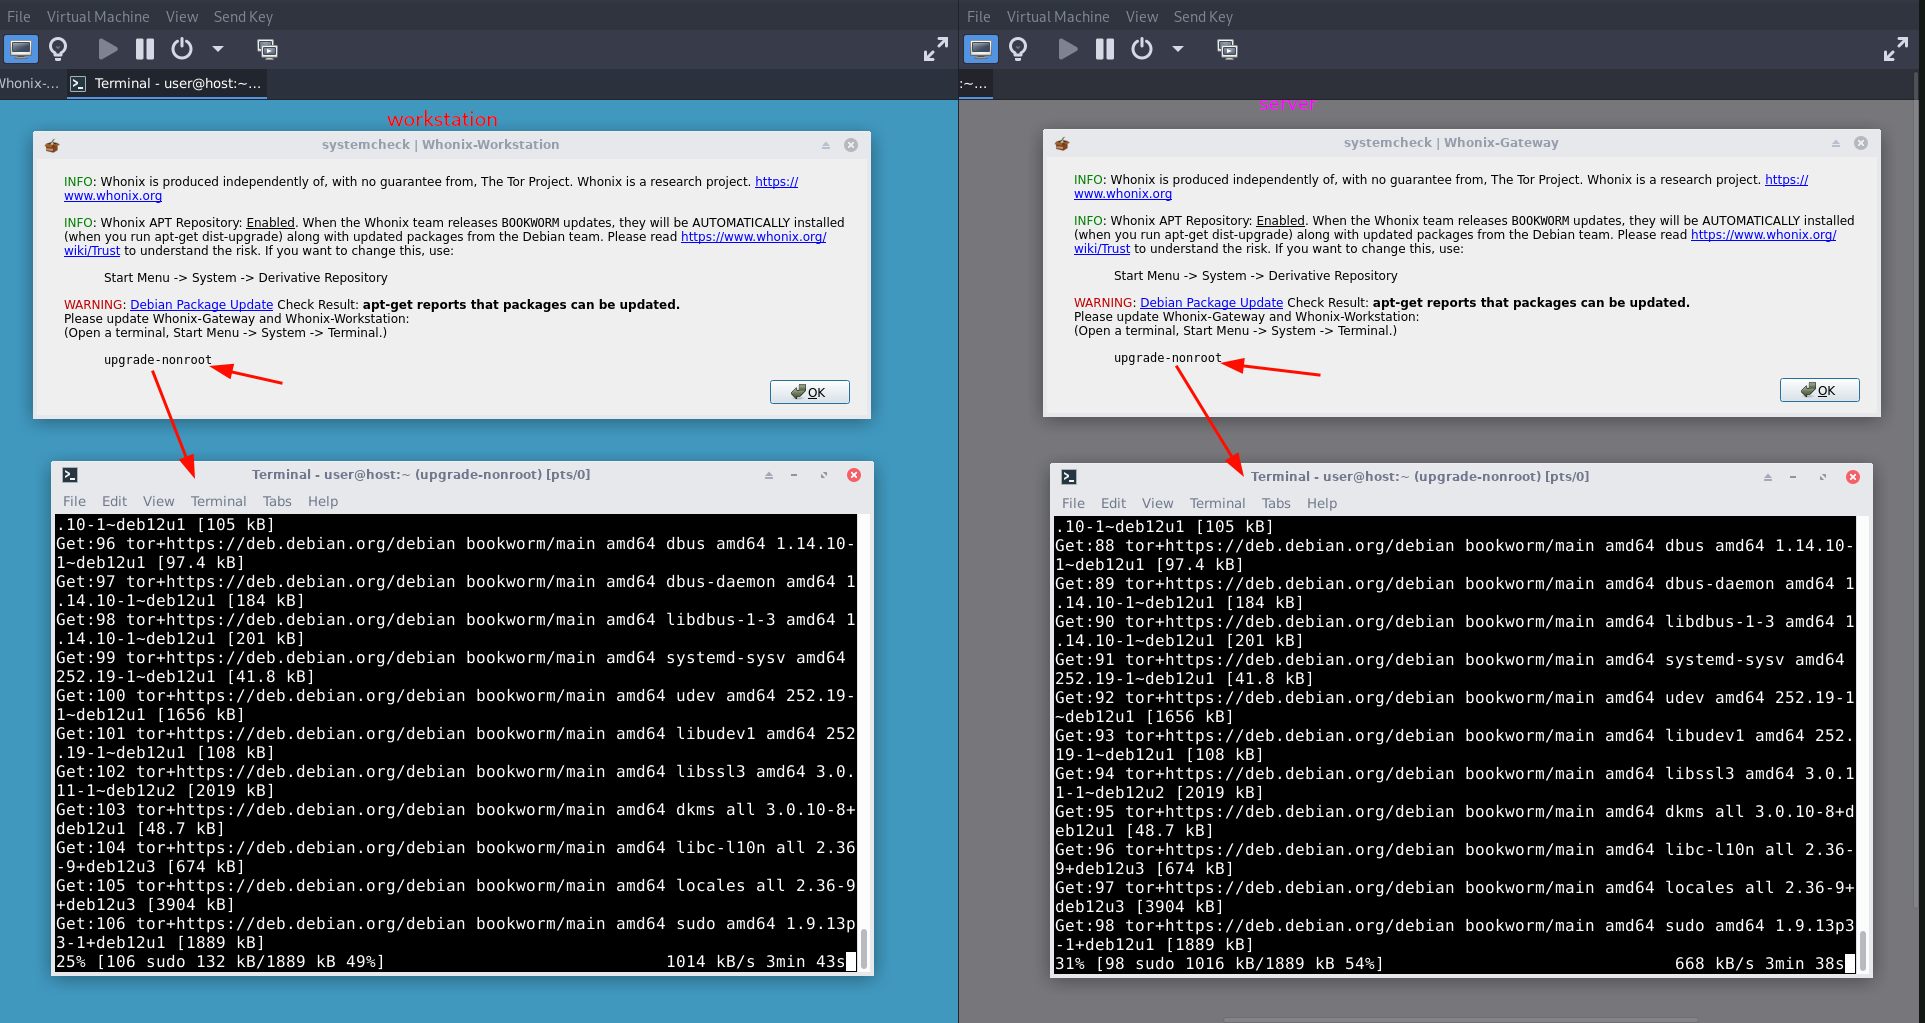 File Virtual Machine View Send Key
Whonix-... Terminal - user@host:~...
workstation
systemcheck | Whonix-Workstation
INFO: Whonix is produced independently of, with no guarantee from, The Tor Project. Whonix is a research project. https://
www.whonix.org
INFO: Whonix APT Repository: Enabled. When the Whonix team releases BOOKWORM updates, they will be AUTOMATICALLY installed
(when you run apt-get dist-upgrade) along with updated packages from the Debian team. Please read https://www.whonix.org/
wiki/Trust to understand the risk. If you want to change this, use:
Start Menu -> System -> Derivative Repository
WARNING: Debian Package Update Check Result: apt-get reports that packages can be updated.
Please update Whonix-Gateway and Whonix-Workstation:
(Open a terminal, Start Menu -> System -> Terminal.)
upgrade-nonroot
OK
Terminal - user@host:~ (upgrade-nonroot) [pts/0]
File Edit View Terminal Tabs Help
.10-1~deb12u1 [105 kB]
Get:96 tor+https://deb.debian.org/debian bookworm/main amd64 dbus amd64 1.14.10-
1~deb12u1 [97.4 kB]
Get:97 tor+https://deb.debian.org/debian bookworm/main amd64 dbus-daemon amd64 1
.14.10-1~deb12u1 [184 kB]
Get:98 tor+https://deb.debian.org/debian bookworm/main amd64 libdbus-1-3 amd64 1
.14.10-1~deb12u1 [201 kB]
Get:99 tor+https://deb.debian.org/debian bookworm/main amd64 systemd-sysv amd64
252.19-1~deb12u1 [41.8 kB]
Get:100 tor+https://deb.debian.org/debian bookworm/main amd64 udev amd64 252.19-
1~deb12u1 [1656 kB]
Get:101 tor+https://deb.debian.org/debian bookworm/main amd64 libudev1 amd64 252
.19-1~deb12u1 [108 kB]
Get:102 tor+https://deb.debian.org/debian bookworm/main amd64 libssl3 amd64 3.0.
11-1~deb12u2 [2019 kB]
Get:103 tor+https://deb.debian.org/debian bookworm/main amd64 dkms all 3.0.10-8+
deb12u1 [48.7 kB]
Get:104 tor+https://deb.debian.org/debian bookworm/main amd64 libc-l10n all 2.36
-9+deb12u3 [674 kB]
Get:105 tor+https://deb.debian.org/debian bookworm/main amd64 locales all 2.36-9
+deb12u3 [3904 kB]
Get:106 tor+https://deb.debian.org/debian bookworm/main amd64 sudo amd64 1.9.13p
3-1+deb12u1 [1889 kB]
25% [106 sudo 132 kB/1889 kB 49%] 1014 kB/s 3min 43s
File Virtual Machine View Send Key
:~...
server
systemcheck | Whonix-Gateway
INFO: Whonix is produced independently of, with no guarantee from, The Tor Project. Whonix is a research project. https://
www.whonix.org
INFO: Whonix APT Repository: Enabled. When the Whonix team releases BOOKWORM updates, they will be AUTOMATICALLY installed
(when you run apt-get dist-upgrade) along with updated packages from the Debian team. Please read https://www.whonix.org/
wiki/Trust to understand the risk. If you want to change this, use:
Start Menu -> System -> Derivative Repository
WARNING: Debian Package Update Check Result: apt-get reports that packages can be updated.
Please update Whonix-Gateway and Whonix-Workstation:
(Open a terminal, Start Menu -> System -> Terminal.)
upgrade-nonroot
OK
Terminal - user@host:~ (upgrade-nonroot) [pts/0]
File Edit View Terminal Tabs Help
.10-1~deb12u1 [105 kB]
Get:88 tor+https://deb.debian.org/debian bookworm/main amd64 dbus amd64 1.14.10-
1~deb12u1 [97.4 kB]
Get:89 tor+https://deb.debian.org/debian bookworm/main amd64 dbus-daemon amd64 1
.14.10-1~deb12u1 [184 kB]
Get:90 tor+https://deb.debian.org/debian bookworm/main amd64 libdbus-1-3 amd64 1
.14.10-1~deb12u1 [201 kB]
Get:91 tor+https://deb.debian.org/debian bookworm/main amd64 systemd-sysv amd64
252.19-1~deb12u1 [41.8 kB]
Get:92 tor+https://deb.debian.org/debian bookworm/main amd64 udev amd64 252.19-1
~deb12u1 [1656 kB]
Get:93 tor+https://deb.debian.org/debian bookworm/main amd64 libudev1 amd64 252.
19-1~deb12u1 [108 kB]
Get:94 tor+https://deb.debian.org/debian bookworm/main amd64 libssl3 amd64 3.0.1
1-1~deb12u2 [2019 kB]
Get:95 tor+https://deb.debian.org/debian bookworm/main amd64 dkms all 3.0.10-8+d
eb12u1 [48.7 kB]
Get:96 tor+https://deb.debian.org/debian bookworm/main amd64 libc-l10n all 2.36-
9+deb12u3 [674 kB]
Get:97 tor+https://deb.debian.org/debian bookworm/main amd64 locales all 2.36-9+
deb12u3 [3904 kB]
Get:98 tor+https://deb.debian.org/debian bookworm/main amd64 sudo amd64 1.9.13p3
-1+deb12u1 [1889 kB]
31% [98 sudo 1016 kB/1889 kB 54%] 668 kB/s 3min 38s